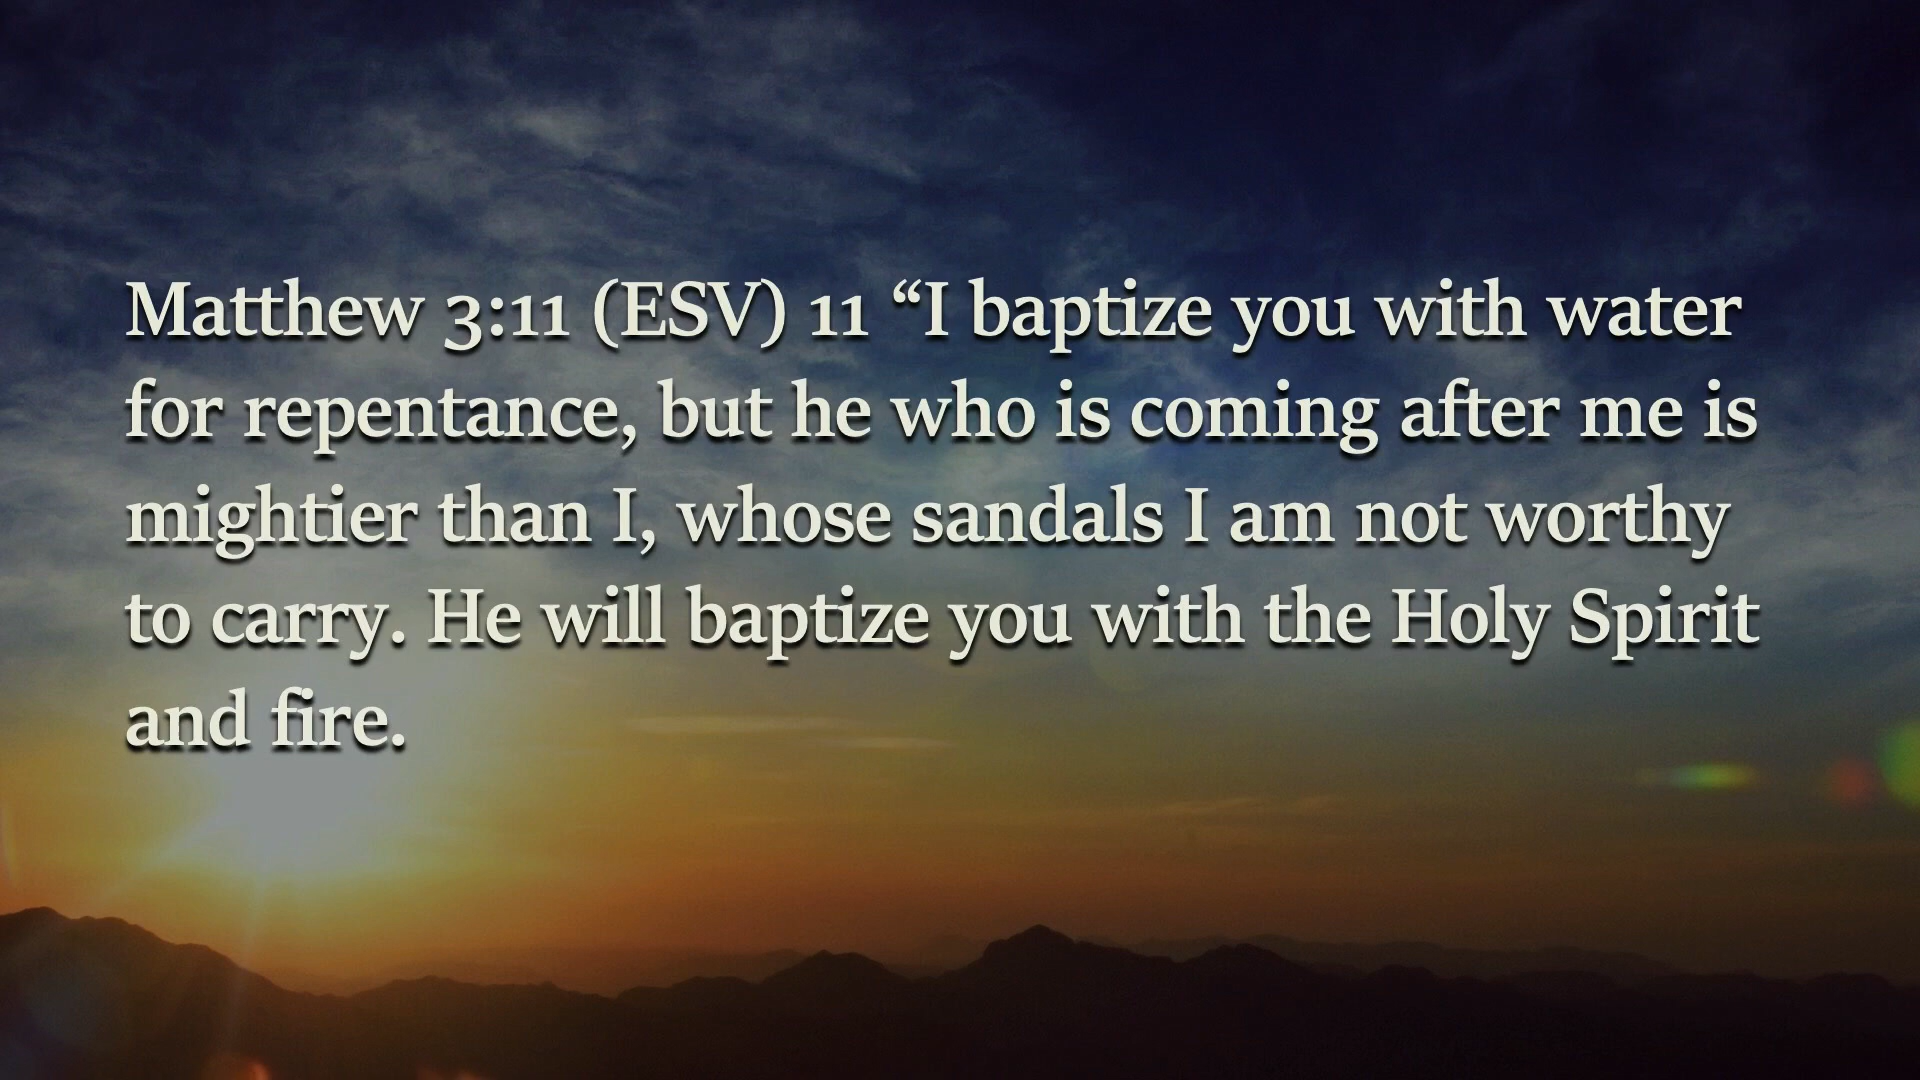 Matthew 3:11 (ESV) 11 “I baptize you with water
for repentance, but he who is coming after me is
mightier than I, whose sandals I am not worthy
to carry. He will baptize you with the Holy Spirit
and fire.